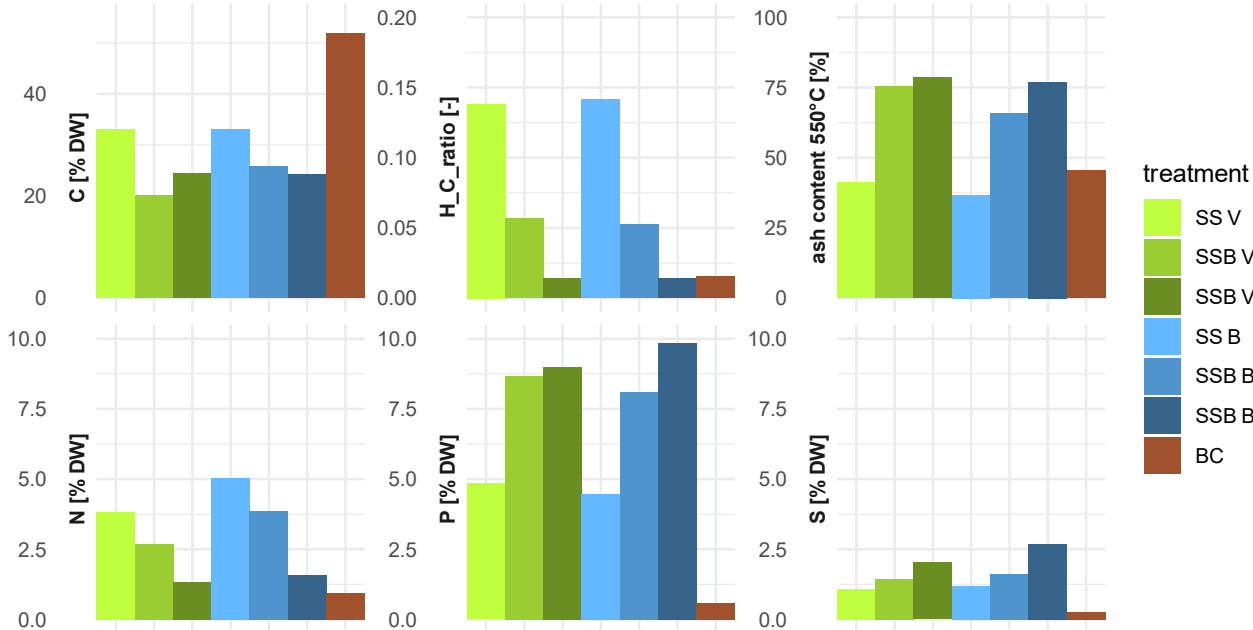 40
20
0
C [% DW]
0.20
0.15
0.10
0.05
0.00
H_C_ratio [-]
100
75
50
25
0
ash content 550°C [%]
10.0
7.5
5.0
2.5
0.0
N [% DW]
10.0
7.5
5.0
2.5
0.0
P [% DW]
10.0
7.5
5.0
2.5
0.0
S [% DW]
treatment
SS V
SSB V
SSB V
SS B
SSB B
SSB B
BC